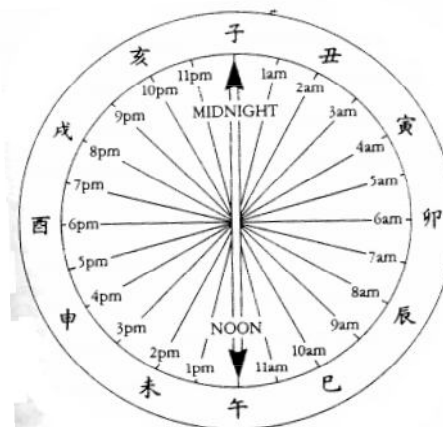 子
丑
寅
卯
辰
巳
午
未
申
酉
戌
亥
MIDNIGHT
1am
2am
3am
4am
5am
6am
7am
8am
9am
10am
11am
NOON
1pm
2pm
3pm
4pm
5pm
6pm
7pm
8pm
9pm
10pm
11pm